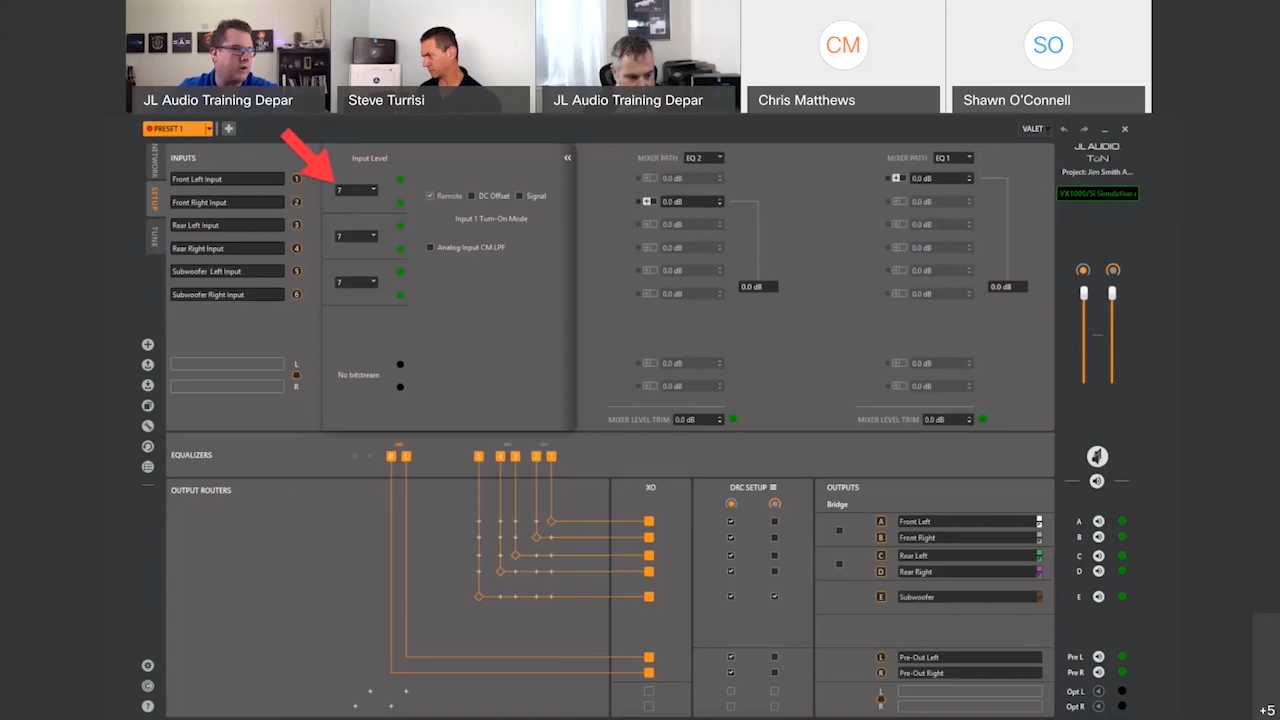 CM
SO
JL Audio Training Depar
Steve Turrisi
JL Audio Training Depar
Chris Matthews
Shawn O'Connell
PRESET 1
VALET
NETWORK
SETUP
TUNE
INPUTS
Input Level
MIXER PATH EQ 2
MIXER PATH EQ 1
JL AUDIO
TüN
Project: Jim Smith A...
VX1000/5i Simulation
Front Left Input 1
Front Right Input 2
Rear Left Input 3
Rear Right Input 4
Subwoofer Left Input 5
Subwoofer Right Input 6
7
7
7
Remote DC Offset Signal
Input 1 Turn-On Mode
Analog Input CM LPF
L
R
No bitstream
0.0 dB
0.0 dB
0.0 dB
0.0 dB
0.0 dB
0.0 dB
0.0 dB
0.0 dB
0.0 dB
MIXER LEVEL TRIM 0.0 dB
0.0 dB
0.0 dB
0.0 dB
0.0 dB
0.0 dB
0.0 dB
0.0 dB
0.0 dB
0.0 dB
MIXER LEVEL TRIM 0.0 dB
EQUALIZERS
R L 5 4 3 2 1
OUTPUT ROUTERS
XO
DRC SETUP
OUTPUTS
Bridge
A Front Left A
B Front Right B
C Rear Left C
D Rear Right D
E Subwoofer E
L Pre-Out Left Pre L
R Pre-Out Right Pre R
L Opt L
R Opt R
+5